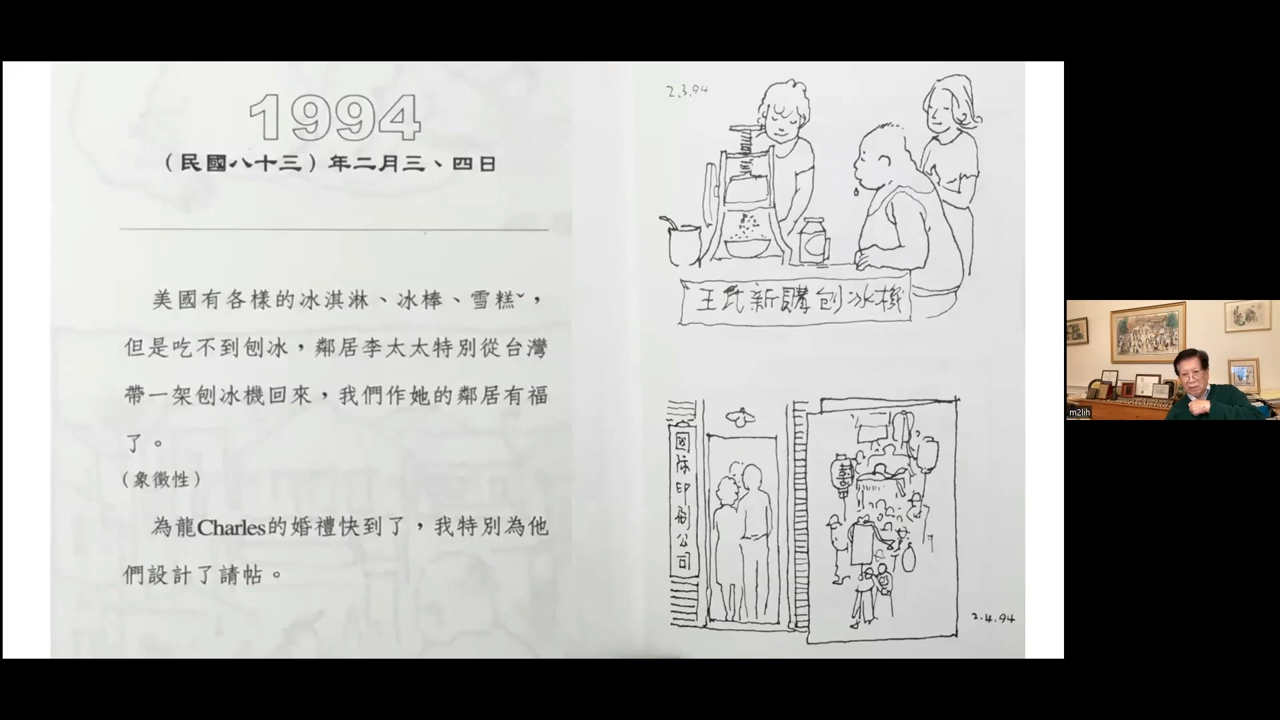 1994
（民國八十三）年二月三、四日
美國有各樣的冰淇淋、冰棒、雪糕ˇ，
但是吃不到刨冰，鄰居李太太特別從台灣
帶一架刨冰機回來，我們作她的鄰居有福
了。
（象徵性）
為龍Charles的婚禮快到了，我特別為他
們設計了請帖。
2.3.94
王氏新購刨冰機
國際印刷公司
囍
2.4.94
m2lih